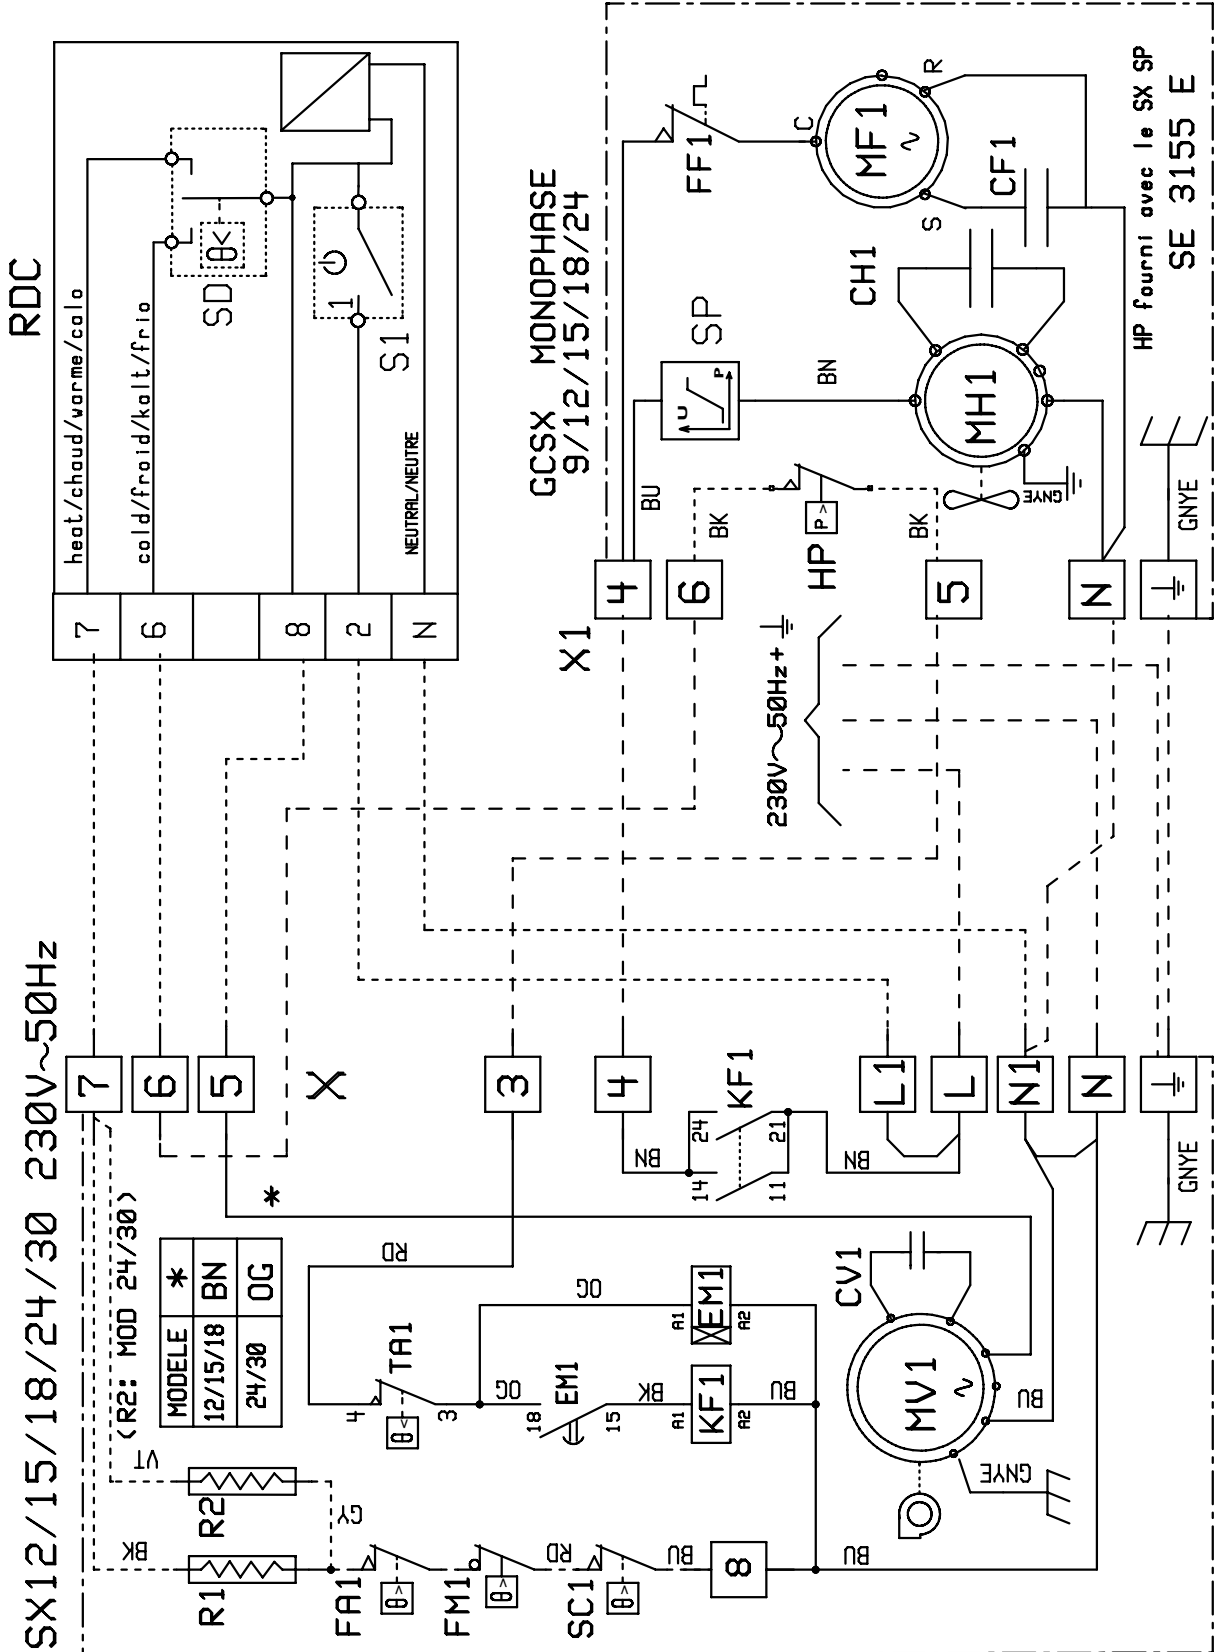 SX12/15/18/24/30 230V~50Hz
RDC
heat/chaud/warme/calo
cold/froid/kalt/frio
NEUTRAL/NEUTRE
SD
θ<
S1
1
7
6
8
2
N
GCSX MONOPHASE
9/12/15/18/24
X1
4
6
5
N
BU
BK
BK
BN
GNYE
GNYE
HP
P>
SP
U
P
FF1
C
R
S
MF1
~
CF1
CH1
MH1
HP fourni avec le SX SP
SE 3155 E
230V~50Hz+
7
6
5
X
3
4
L1
L
N1
N
KF1
24
21
14
11
BN
BN
GNYE
*
(R2: MOD 24/30)
MODELE *
12/15/18 BN
24/30 OG
RD
VT
BK
R2
R1
GY
TA1
4
3
θ<
OG
OG
EM1
18
15
BK
A1
EM1
A2
A1
KF1
A2
BU
FA1
θ>
FM1
θ>
RD
SC1
θ>
BU
8
BU
CV1
MV1
~
BU
GNYE